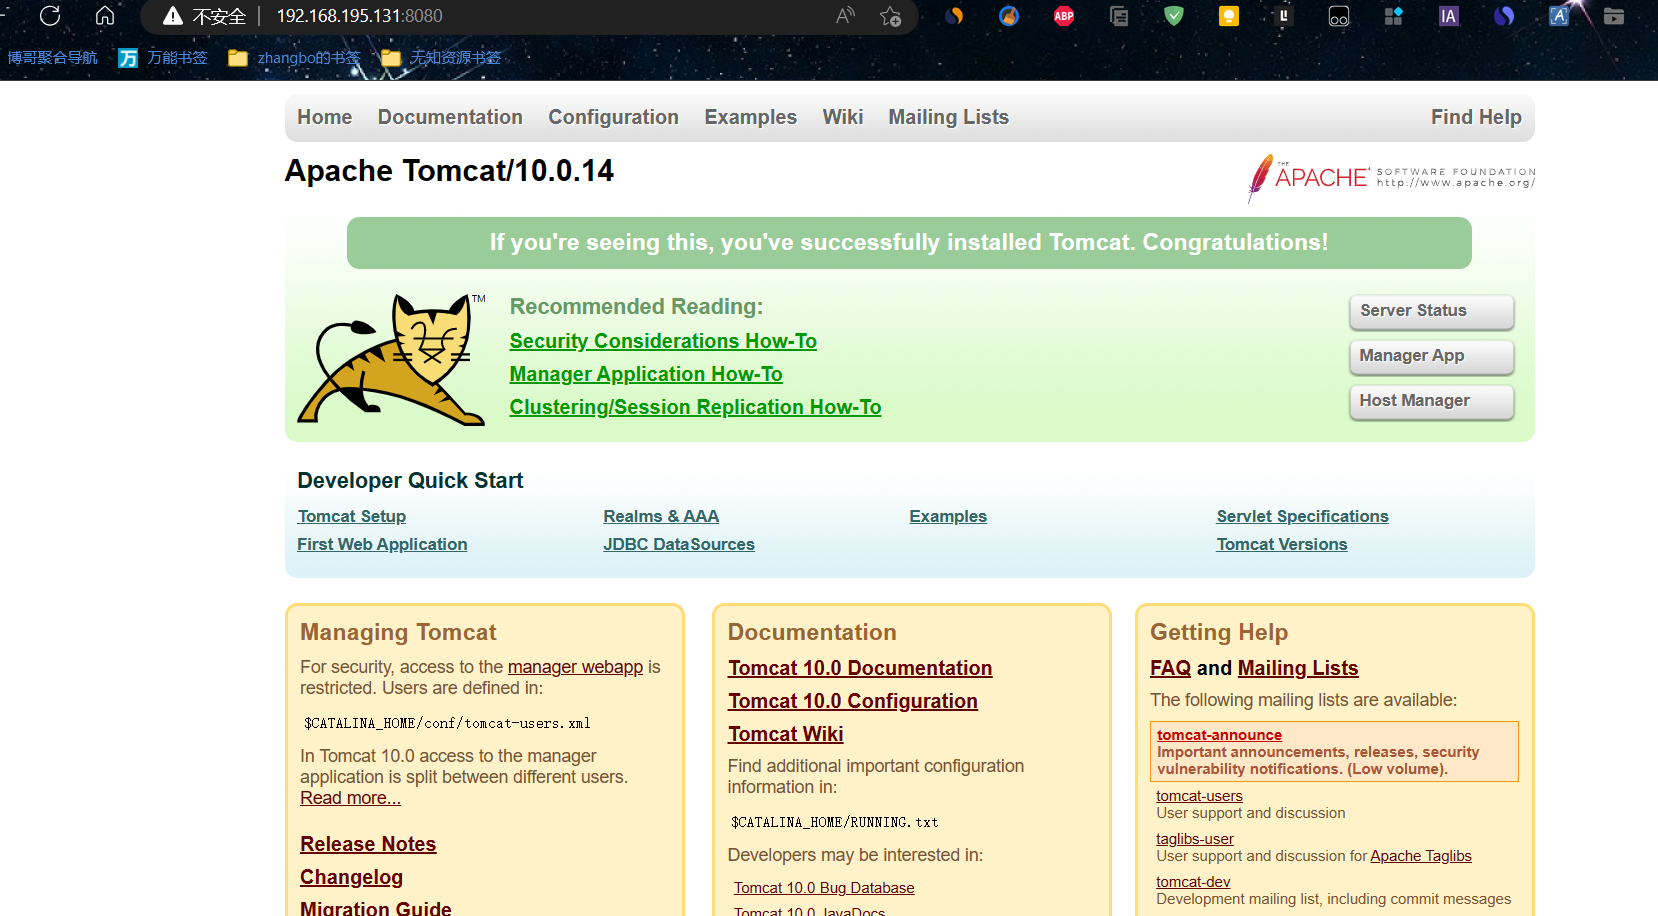 不安全 192.168.195.131:8080
ABP
IA
博哥聚合导航 万能书签 zhangbo的书签 无知资源书签
Home Documentation Configuration Examples Wiki Mailing Lists Find Help
Apache Tomcat/10.0.14
THE APACHE SOFTWARE FOUNDATION
http://www.apache.org/
If you're seeing this, you've successfully installed Tomcat. Congratulations!
TM
Recommended Reading:
Security Considerations How-To
Manager Application How-To
Clustering/Session Replication How-To
Server Status
Manager App
Host Manager
Developer Quick Start
Tomcat Setup
First Web Application
Realms & AAA
JDBC DataSources
Examples
Servlet Specifications
Tomcat Versions
Managing Tomcat
For security, access to the manager webapp is
restricted. Users are defined in:
$CATALINA_HOME/conf/tomcat-users.xml
In Tomcat 10.0 access to the manager
application is split between different users.
Read more...
Release Notes
Changelog
Migration Guide
Documentation
Tomcat 10.0 Documentation
Tomcat 10.0 Configuration
Tomcat Wiki
Find additional important configuration
information in:
$CATALINA_HOME/RUNNING.txt
Developers may be interested in:
Tomcat 10.0 Bug Database
Tomcat 10.0 JavaDocs
Getting Help
FAQ and Mailing Lists
The following mailing lists are available:
tomcat-announce
Important announcements, releases, security
vulnerability notifications. (Low volume).
tomcat-users
User support and discussion
taglibs-user
User support and discussion for Apache Taglibs
tomcat-dev
Development mailing list, including commit messages